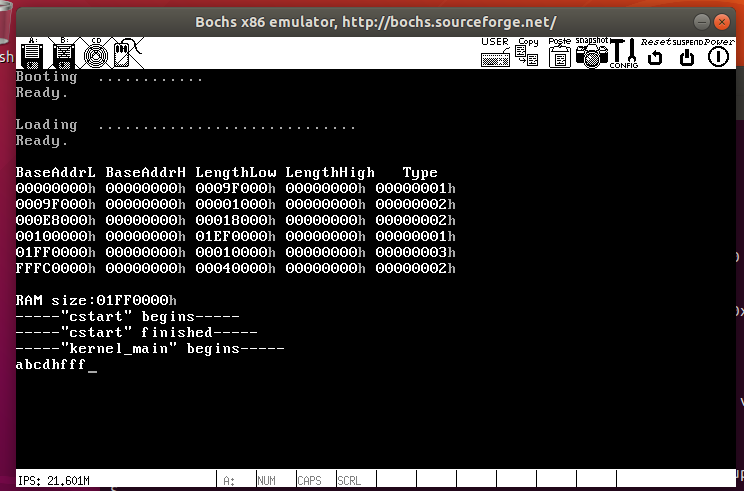 Bochs x86 emulator, http://bochs.sourceforge.net/
A: B: CD USER Copy Paste snapshot CONFIG Reset SUSPEND Power
sh
Booting ............
Ready.
Loading ............................
Ready.
BaseAddrL BaseAddrH LengthLow LengthHigh Type
00000000h 00000000h 0009F000h 00000000h 00000001h
0009F000h 00000000h 00001000h 00000000h 00000002h
000E8000h 00000000h 00018000h 00000000h 00000002h
00100000h 00000000h 01EF0000h 00000000h 00000001h
01FF0000h 00000000h 00010000h 00000000h 00000003h
FFFC0000h 00000000h 00040000h 00000000h 00000002h
RAM size:01FF0000h
-----"cstart" begins-----
-----"cstart" finished-----
-----"kernel_main" begins-----
abcdhfff_
IPS: 21.601M A: NUM CAPS SCRL